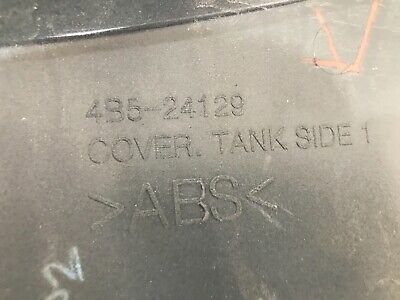 4B5-24129
COVER. TANK SIDE 1
>ABS<